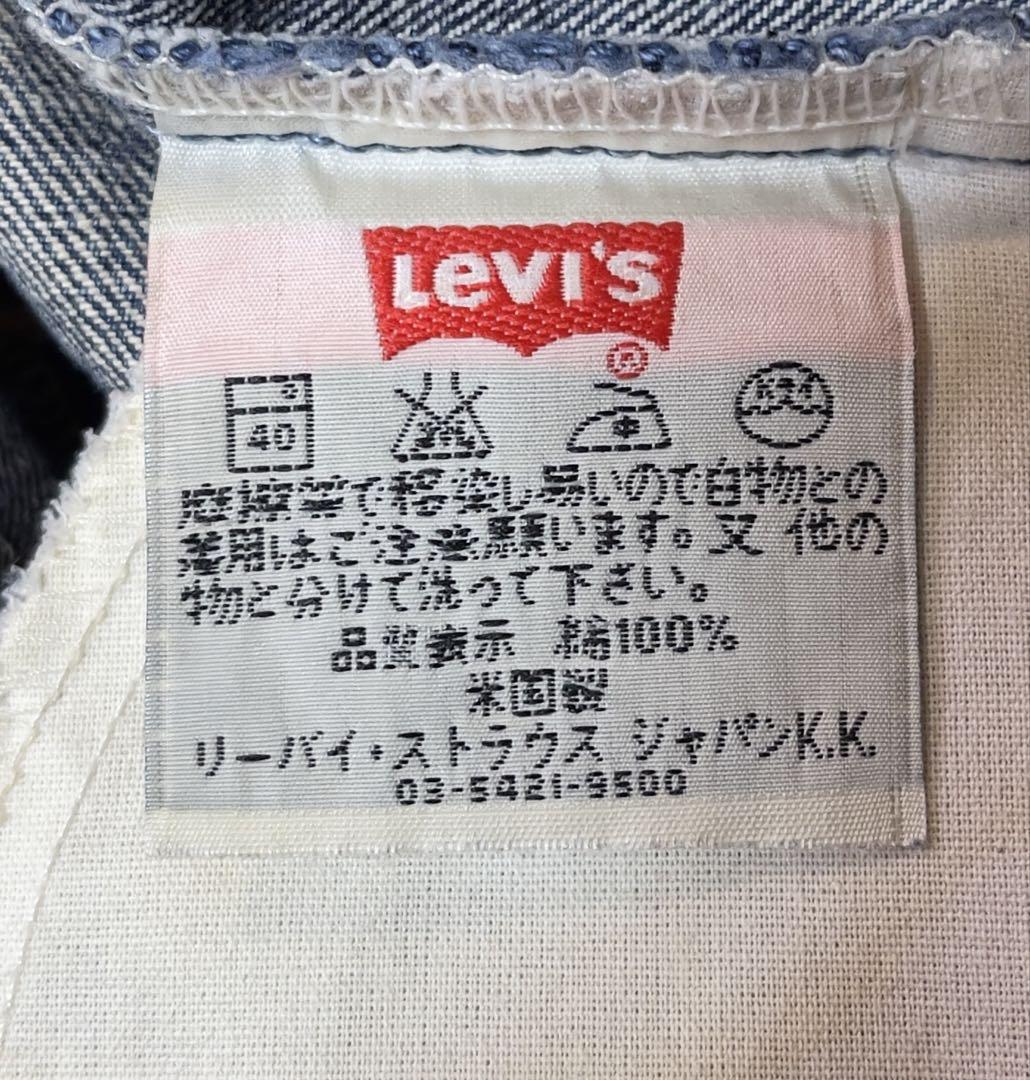 Levi's
®
40
摩擦等で移染し易いので白物との
着用はご注意願います。又 他の
物と分けて洗って下さい。
品質表示 綿100%
米国製
リーバイ・ストラウス ジャパンK.K.
03-5421-9500